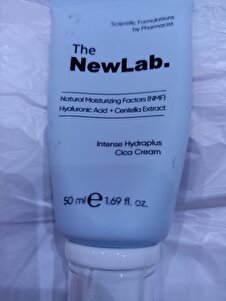 Scientific Formulations
by Pharmacist
The
NewLab.
Natural Moisturizing Factors (NMF)
Hyaluronic Acid + Centella Extract
Intense Hydraplus
Cica Cream
50 ml e 1.69 fl. oz.